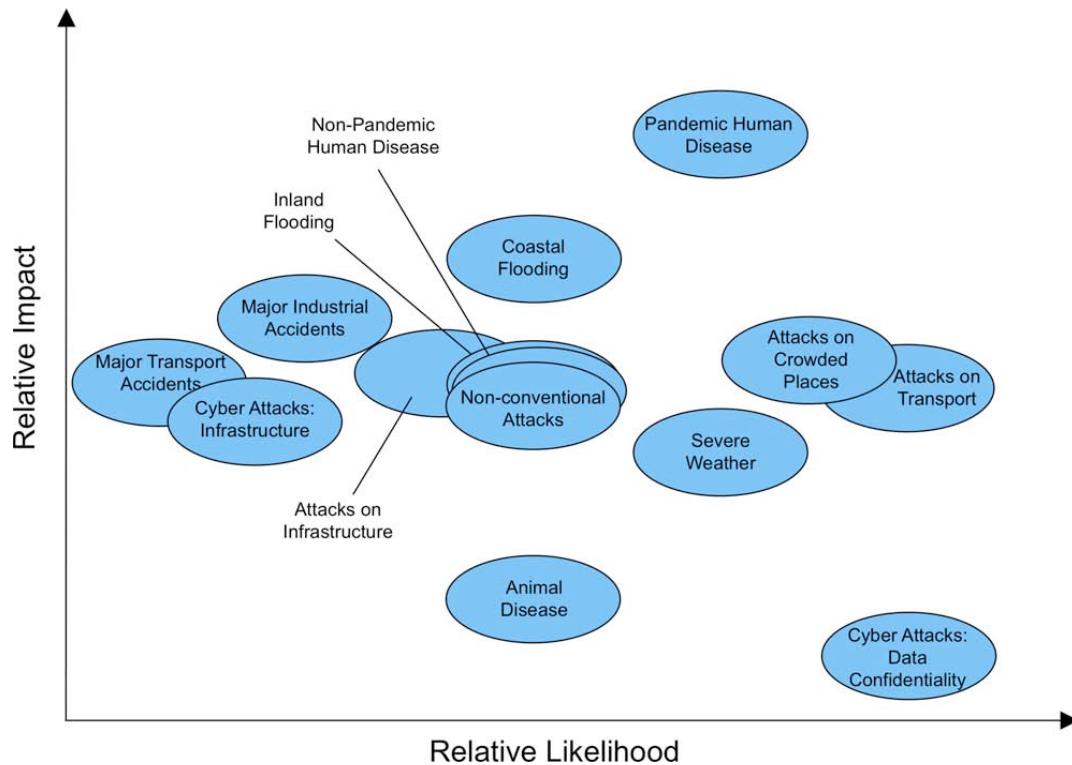 Pandemic Human
Disease
Non-Pandemic
Human Disease
Inland
Flooding
Coastal
Flooding
Major Industrial
Accidents
Major Transport
Accidents
Cyber Attacks:
Infrastructure
Non-conventional
Attacks
Attacks on
Crowded
Places
Attacks on
Transport
Severe
Weather
Attacks on
Infrastructure
Animal
Disease
Cyber Attacks:
Data
Confidentiality
Relative Impact
Relative Likelihood